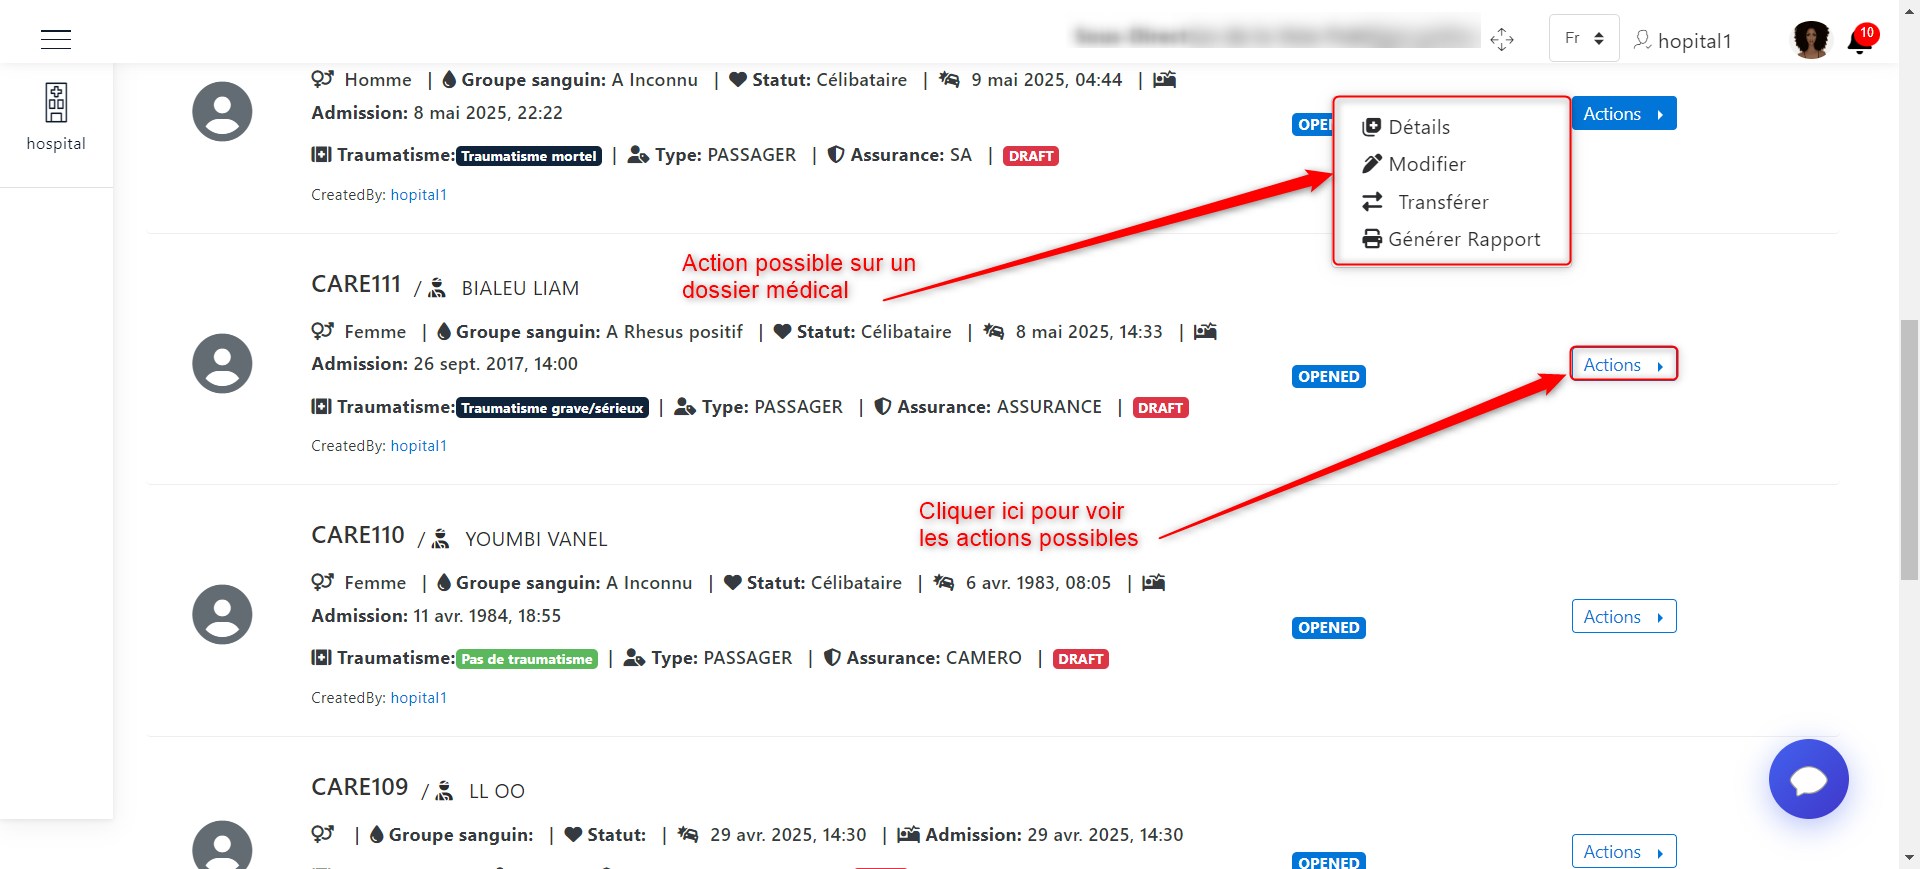 Fr
hopital1
10
hospital
Homme | Groupe sanguin: A Inconnu | Statut: Célibataire | 9 mai 2025, 04:44 |
Admission: 8 mai 2025, 22:22
Traumatisme: Traumatisme mortel | Type: PASSAGER | Assurance: SA | DRAFT
CreatedBy: hopital1
Actions
Détails
Modifier
Transférer
Générer Rapport
Action possible sur un
dossier médical
CARE111 / BIALEU LIAM
Femme | Groupe sanguin: A Rhesus positif | Statut: Célibataire | 8 mai 2025, 14:33 |
Admission: 26 sept. 2017, 14:00
OPENED
Actions
Traumatisme: Traumatisme grave/sérieux | Type: PASSAGER | Assurance: ASSURANCE | DRAFT
CreatedBy: hopital1
Cliquer ici pour voir
les actions possibles
CARE110 / YOUMBI VANEL
Femme | Groupe sanguin: A Inconnu | Statut: Célibataire | 6 avr. 1983, 08:05 |
Admission: 11 avr. 1984, 18:55
OPENED
Actions
Traumatisme: Pas de traumatisme | Type: PASSAGER | Assurance: CAMERO | DRAFT
CreatedBy: hopital1
CARE109 / LL OO
| Groupe sanguin: | Statut: | 29 avr. 2025, 14:30 | Admission: 29 avr. 2025, 14:30
OPENED
Actions